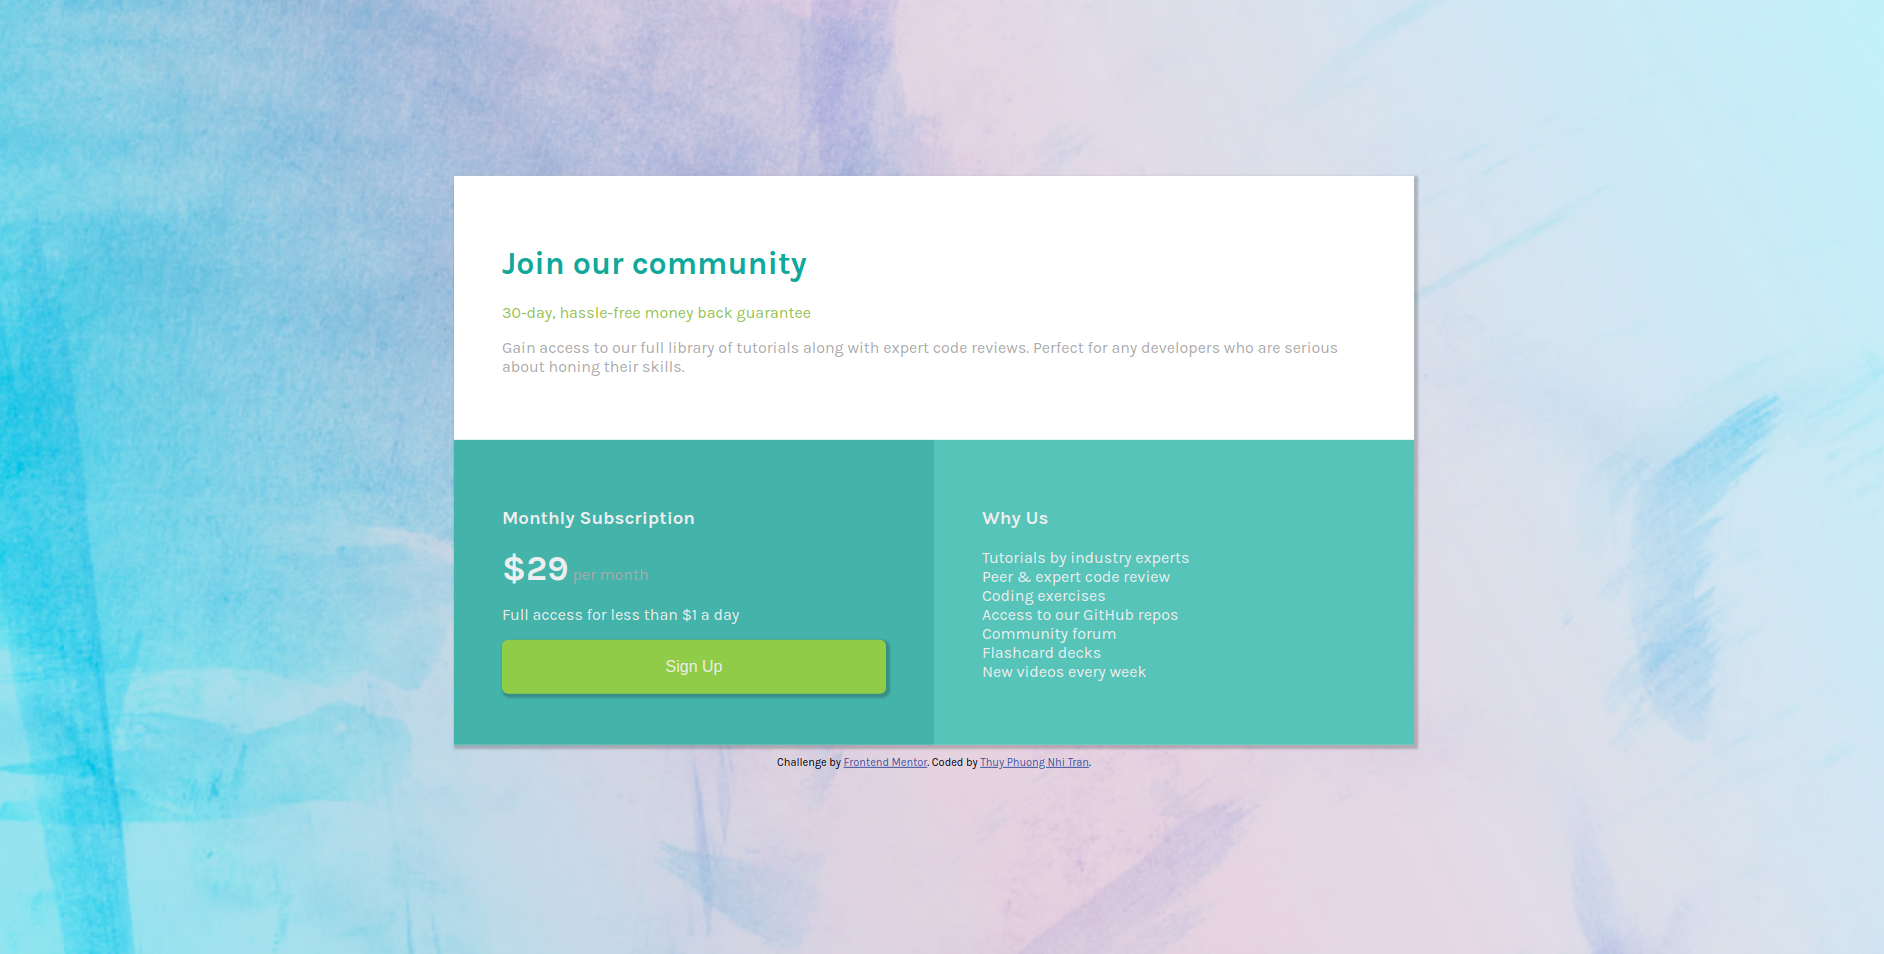 Join our community
30-day, hassle-free money back guarantee
Gain access to our full library of tutorials along with expert code reviews. Perfect for any developers who are serious
about honing their skills.
Monthly Subscription
$29 per month
Full access for less than $1 a day
Sign Up
Why Us
Tutorials by industry experts
Peer & expert code review
Coding exercises
Access to our GitHub repos
Community forum
Flashcard decks
New videos every week
Challenge by Frontend Mentor. Coded by Thuy Phuong Nhi Tran.